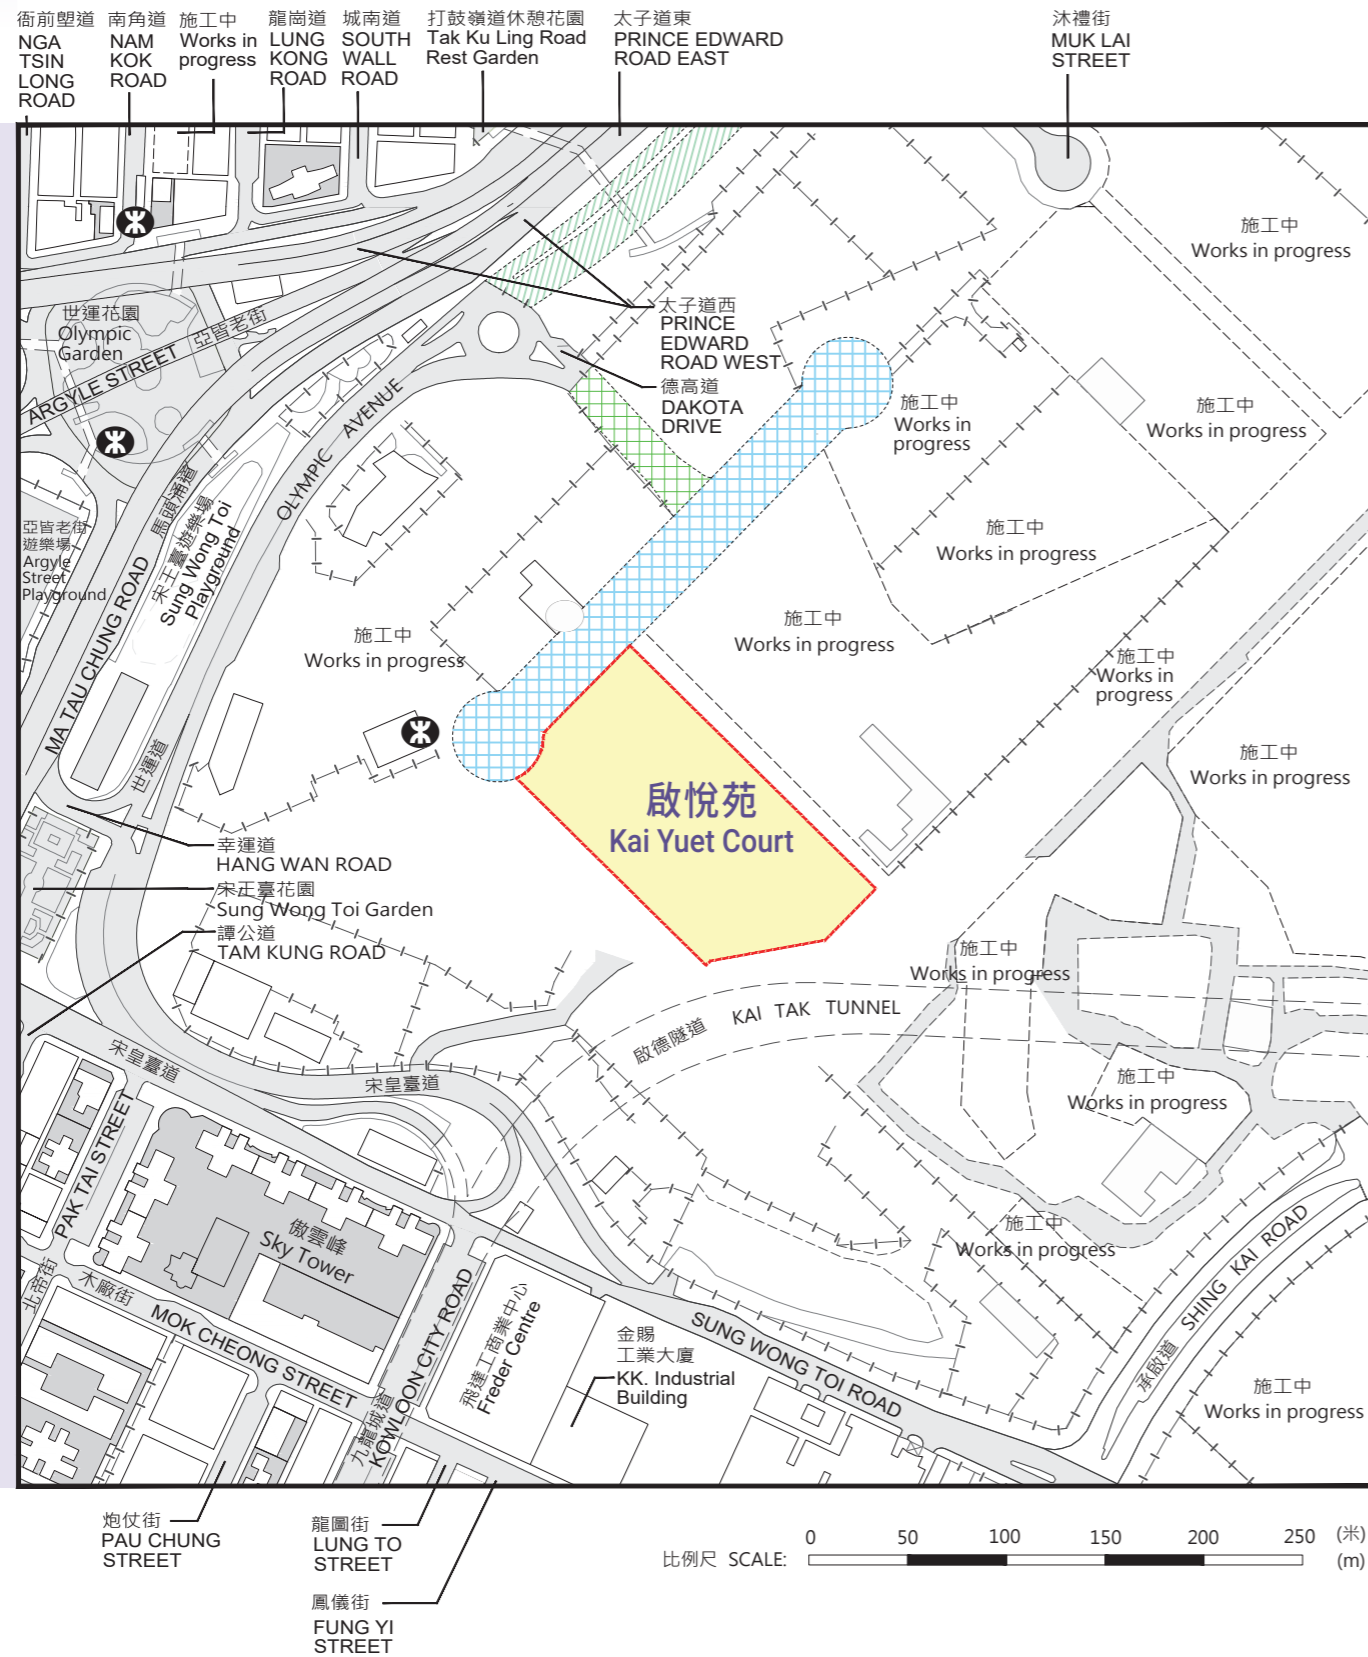 衙前塱道
NGA
TSIN
LONG
ROAD
南角道
NAM
KOK
ROAD
施工中
Works in
progress
龍崗道
LUNG
KONG
ROAD
城南道
SOUTH
WALL
ROAD
打鼓嶺道休憩花園
Tak Ku Ling Road
Rest Garden
太子道東
PRINCE EDWARD
ROAD EAST
沐禮街
MUK LAI
STREET
施工中
Works in progress
世運花園
Olympic
Garden
ARGYLE STREET 亞皆老街
太子道西
PRINCE
EDWARD
ROAD WEST
德高道
DAKOTA
DRIVE
OLYMPIC AVENUE
施工中
Works in
progress
施工中
Works in progress
亞皆老街
遊樂場
Argyle
Street
Playground
MA TAU CHUNG ROAD 馬頭涌道
宋王臺遊樂場
Sung Wong Toi
Playground
施工中
Works in progress
施工中
Works in progress
施工中
Works in progress
施工中
Works in
progress
施工中
Works in progress
世運道
啟悅苑
Kai Yuet Court
幸運道
HANG WAN ROAD
宋王臺花園
Sung Wong Toi Garden
譚公道
TAM KUNG ROAD
施工中
Works in progress
啟德隧道 KAI TAK TUNNEL
宋皇臺道
宋皇臺道
施工中
Works in progress
PAK TAI STREET
北帝街
傲雲峰
Sky Tower
施工中
Works in progress
承啟道 SHING KAI ROAD
木廠街
MOK CHEONG STREET
九龍城道
KOWLOON CITY ROAD
飛達工商業中心
Freder Centre
金賜
工業大廈
KK. Industrial
Building
SUNG WONG TOI ROAD
施工中
Works in progress
炮仗街
PAU CHUNG
STREET
龍圖街
LUNG TO
STREET
鳳儀街
FUNG YI
STREET
比例尺 SCALE:
0 50 100 150 200 250 (米)
(m)